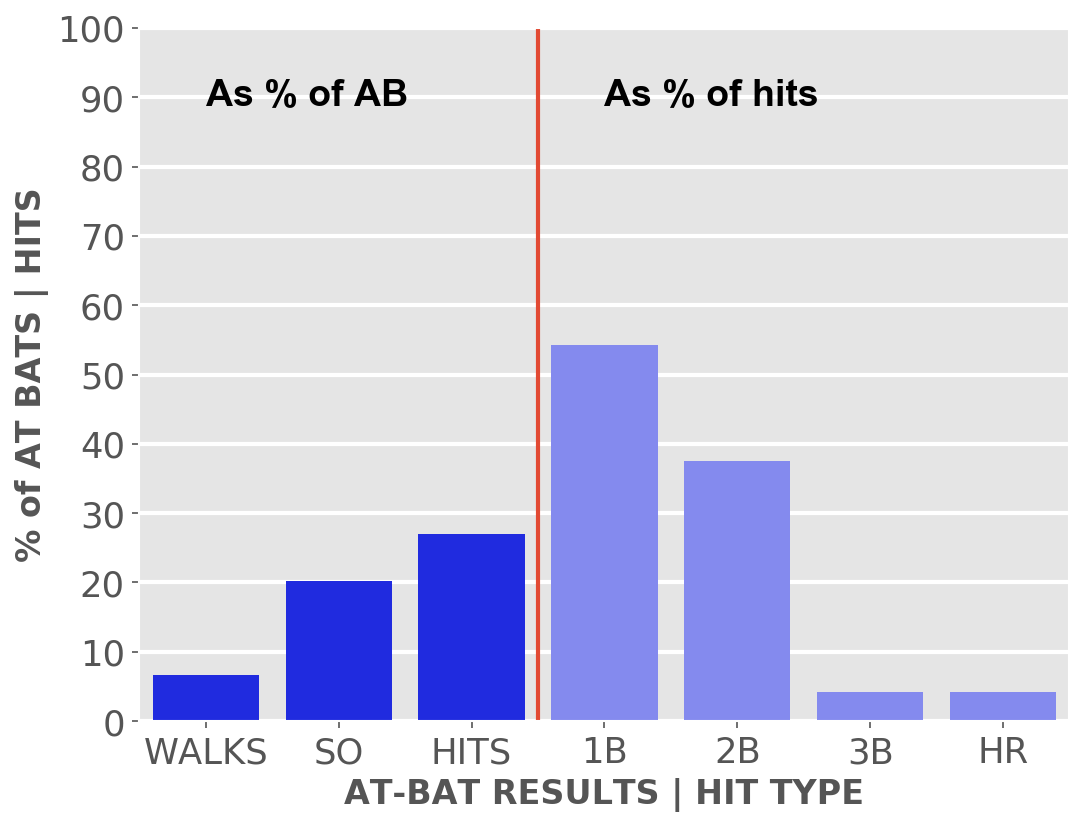 100
As % of AB As % of hits
90
80
70
60
50
40
30
20
10
0
% of AT BATS | HITS
WALKS SO HITS 1B 2B 3B HR
AT-BAT RESULTS | HIT TYPE